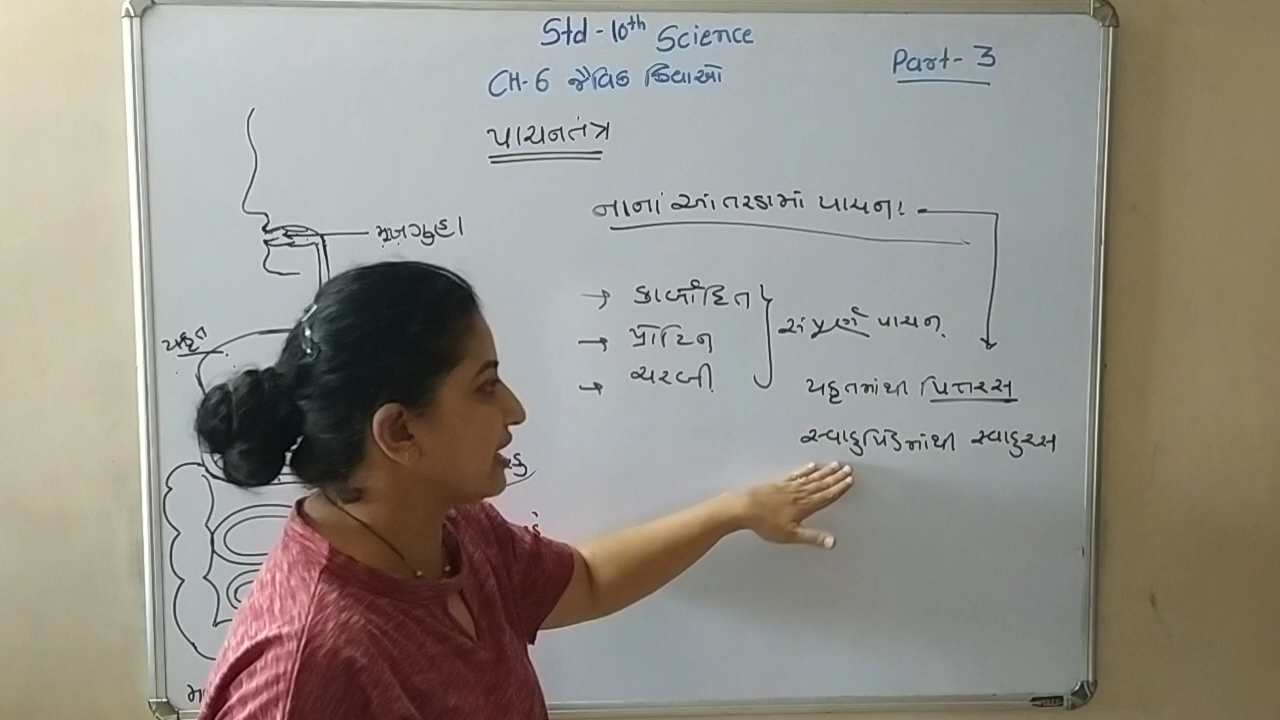 Std - 10th Science
Part - 3
CH-6 જૈવિક ક્રિયાઓ
પાચનતંત્ર
નાનાં આંતરડામાં પાચન:
મુખગુહા
→ કાર્બોદિત
→ પ્રોટિન
→ ચરબી
સંપૂર્ણ પાચન.
યકૃત
યકૃતમાંથી પિત્તરસ
સ્વાદુપિંડમાંથી સ્વાદુરસ